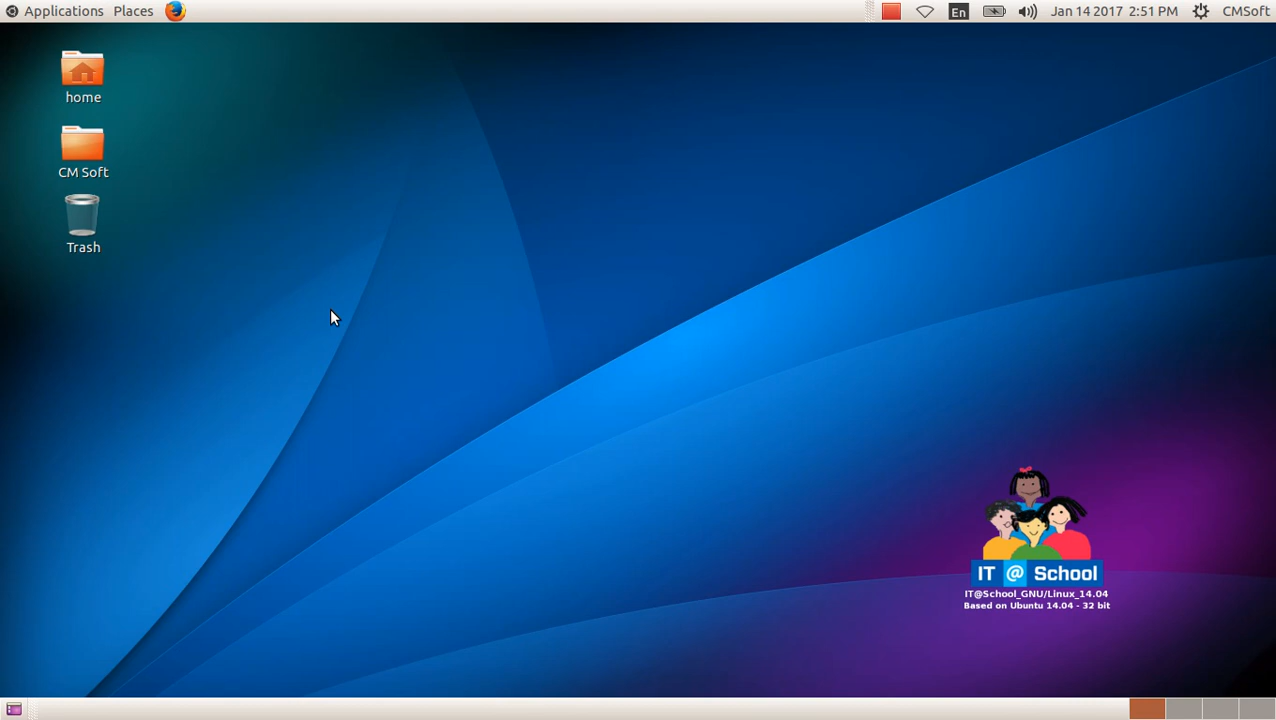 Applications Places
En Jan 14 2017 2:51 PM CMSoft
home
CM Soft
Trash
IT @ School
IT@School_GNU/Linux_14.04
Based on Ubuntu 14.04 - 32 bit